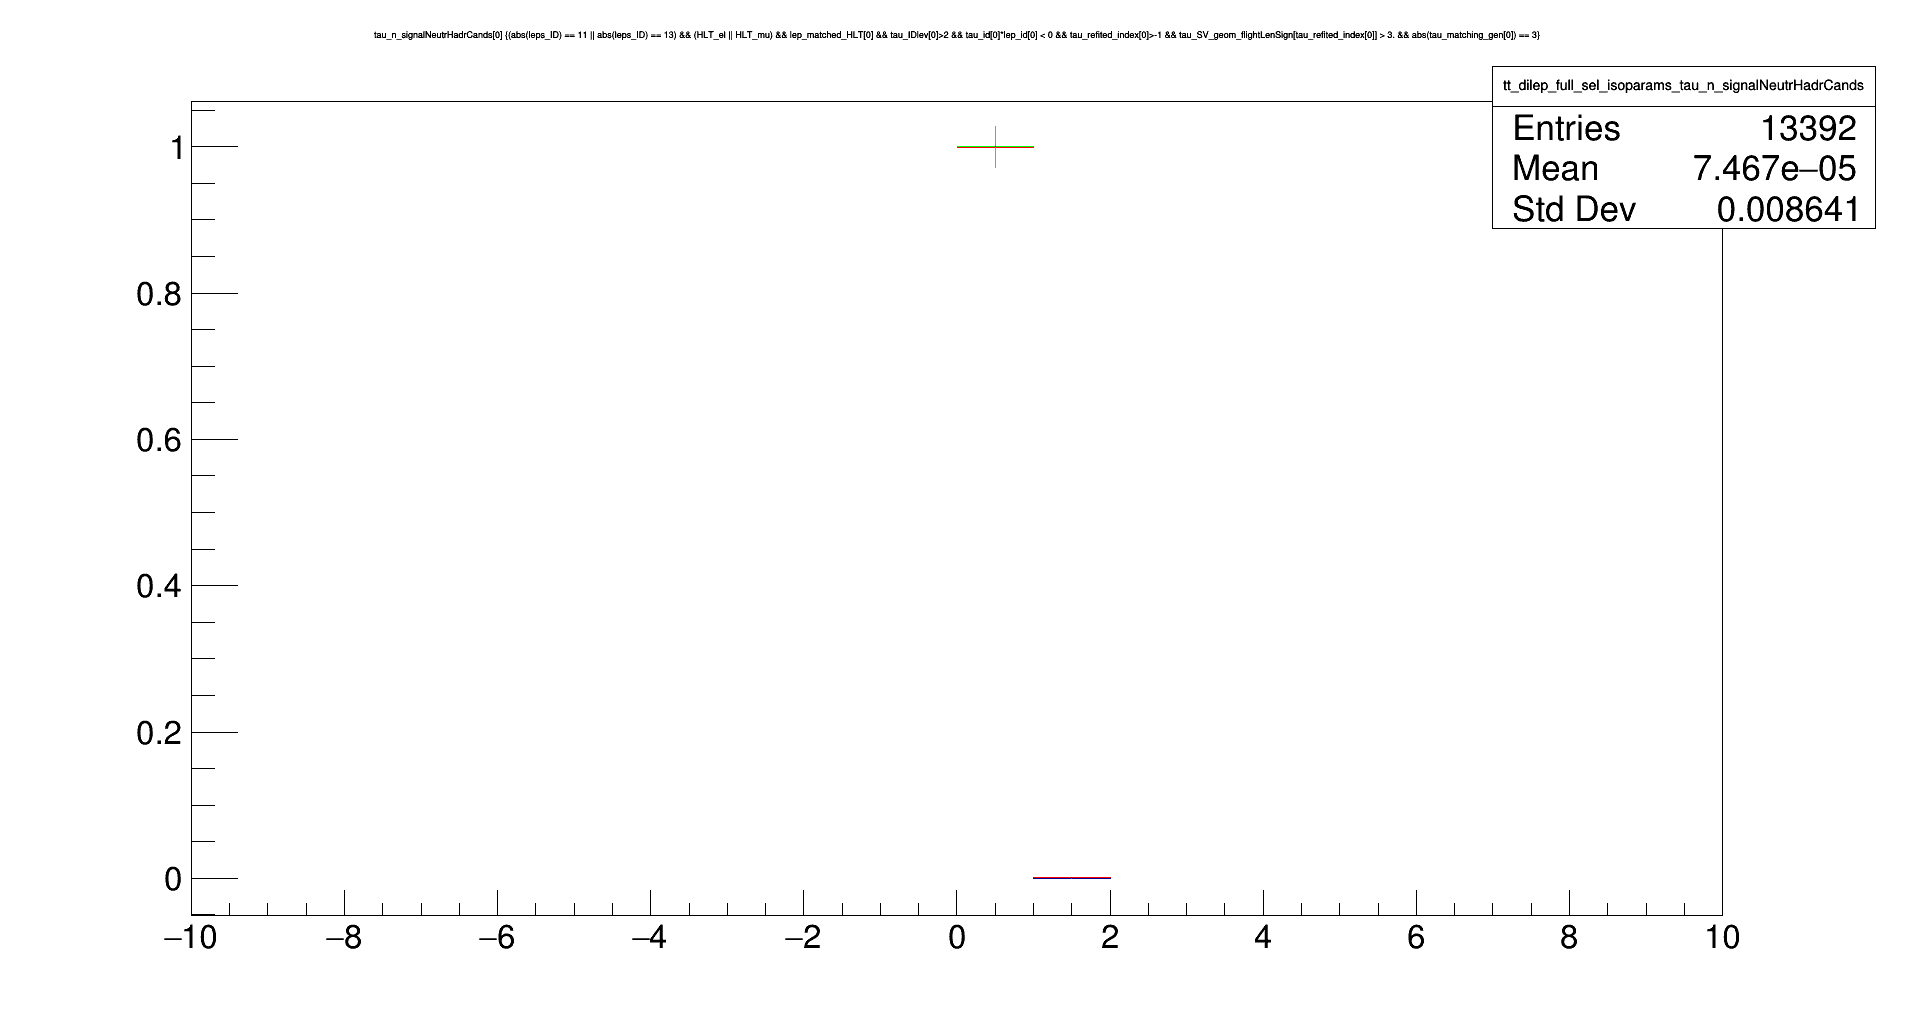 tau_n_signalNeutrHadrCands[0] {(abs(leps_ID) == 11 || abs(leps_ID) == 13) && (HLT_el || HLT_mu) && lep_matched_HLT[0] && tau_IDlev[0]>2 && tau_id[0]*lep_id[0] < 0 && tau_refited_index[0]>-1 && tau_SV_geom_flightLenSign[tau_refited_index[0]] > 3. && abs(tau_matching_gen[0]) == 3}
tt_dilep_full_sel_isoparams_tau_n_signalNeutrHadrCands
Entries 13392
Mean 7.467e−05
Std Dev 0.008641
1
0.8
0.6
0.4
0.2
0
−10 −8 −6 −4 −2 0 2 4 6 8 10